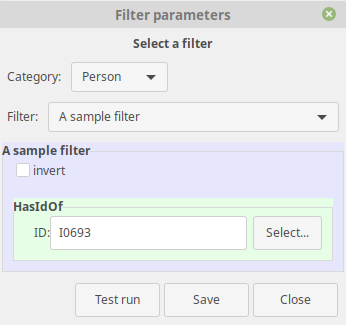 Filter parameters
Select a filter
Category: Person
Filter: A sample filter
A sample filter
invert
HasIdOf
ID: I0693 Select...
Test run Save Close